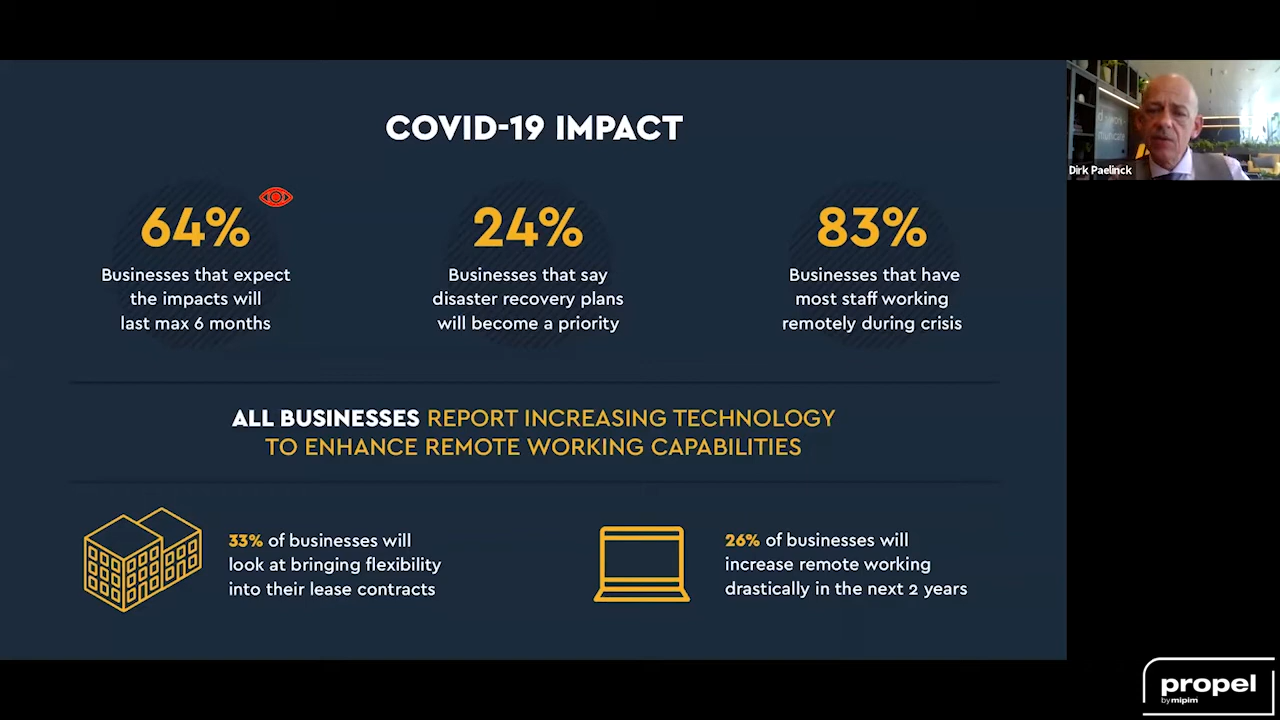 COVID-19 IMPACT
64%
Businesses that expect
the impacts will
last max 6 months
24%
Businesses that say
disaster recovery plans
will become a priority
83%
Businesses that have
most staff working
remotely during crisis
ALL BUSINESSES REPORT INCREASING TECHNOLOGY
TO ENHANCE REMOTE WORKING CAPABILITIES
33% of businesses will
look at bringing flexibility
into their lease contracts
26% of businesses will
increase remote working
drastically in the next 2 years
Dirk Paelinck
propel
by mipim